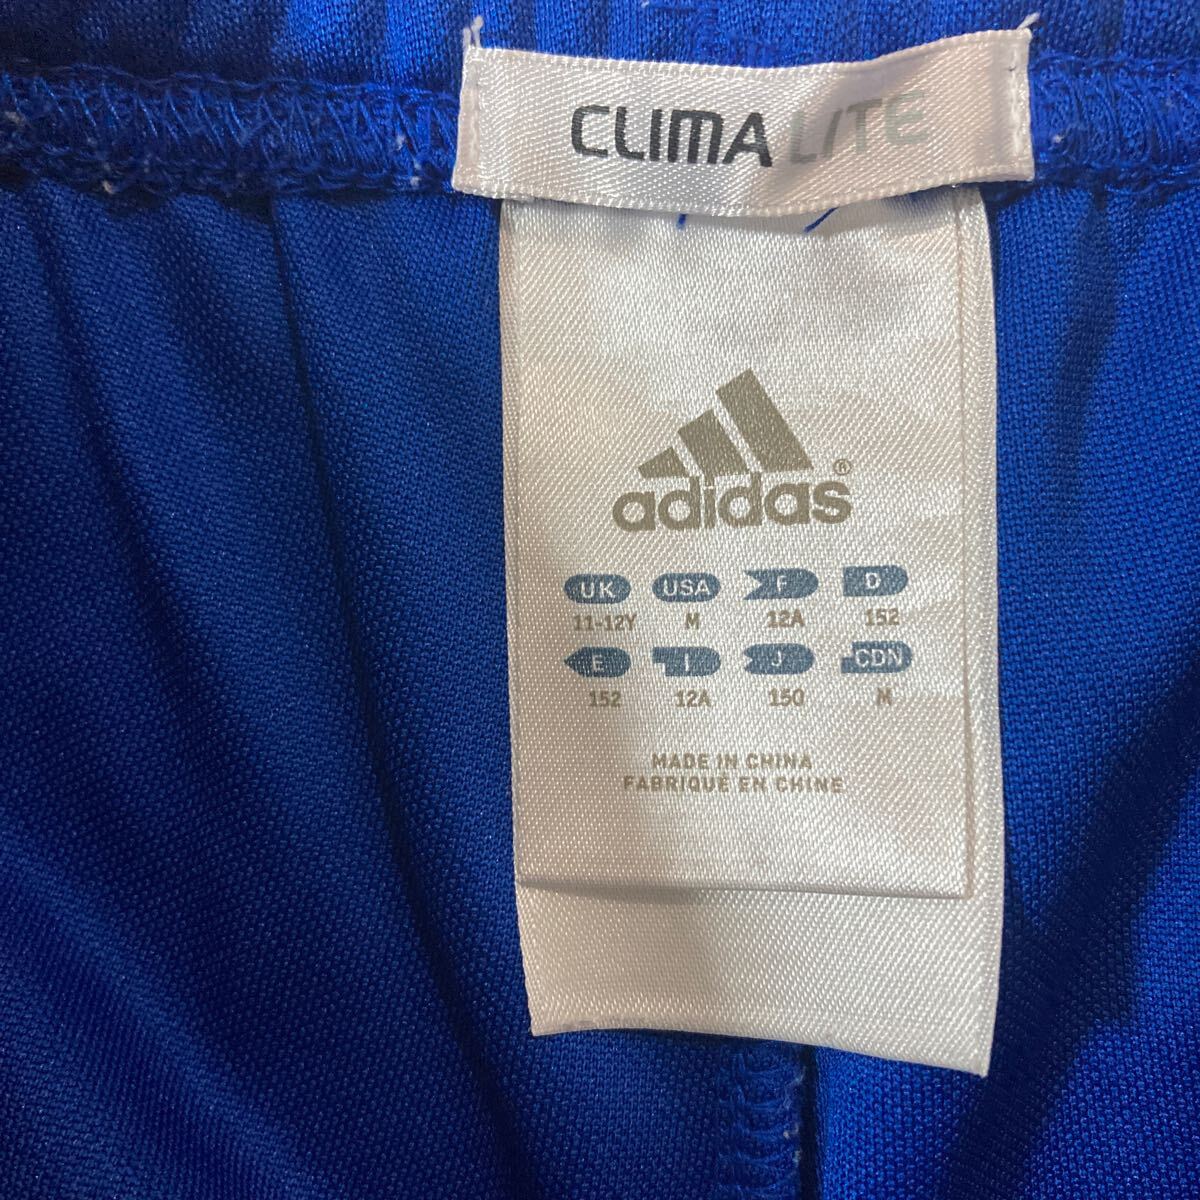 CLIMALITE
adidas®
UK USA F D
11-12Y M 12A 152
E I J CDN
152 12A 150 M
MADE IN CHINA
FABRIQUE EN CHINE